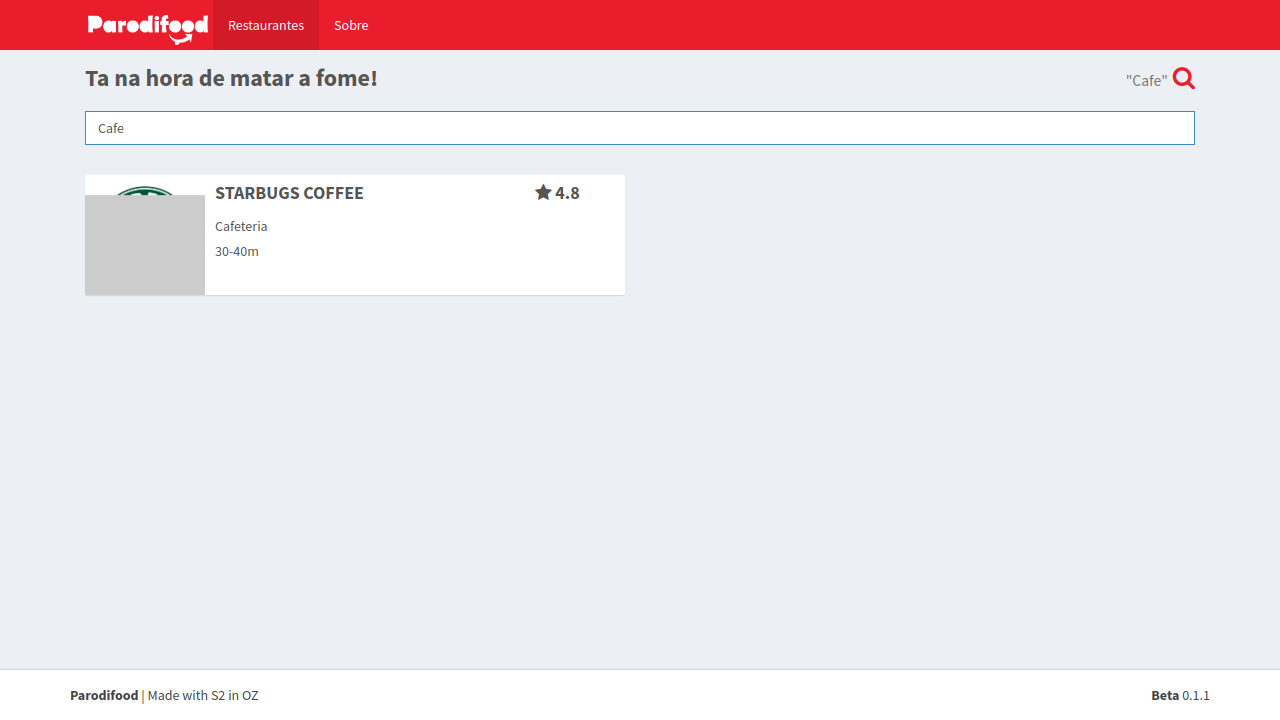 Parodifood Restaurantes Sobre
Ta na hora de matar a fome!
"Cafe"
Cafe
STARBUGS COFFEE
4.8
Cafeteria
30-40m
Parodifood | Made with S2 in OZ
Beta 0.1.1